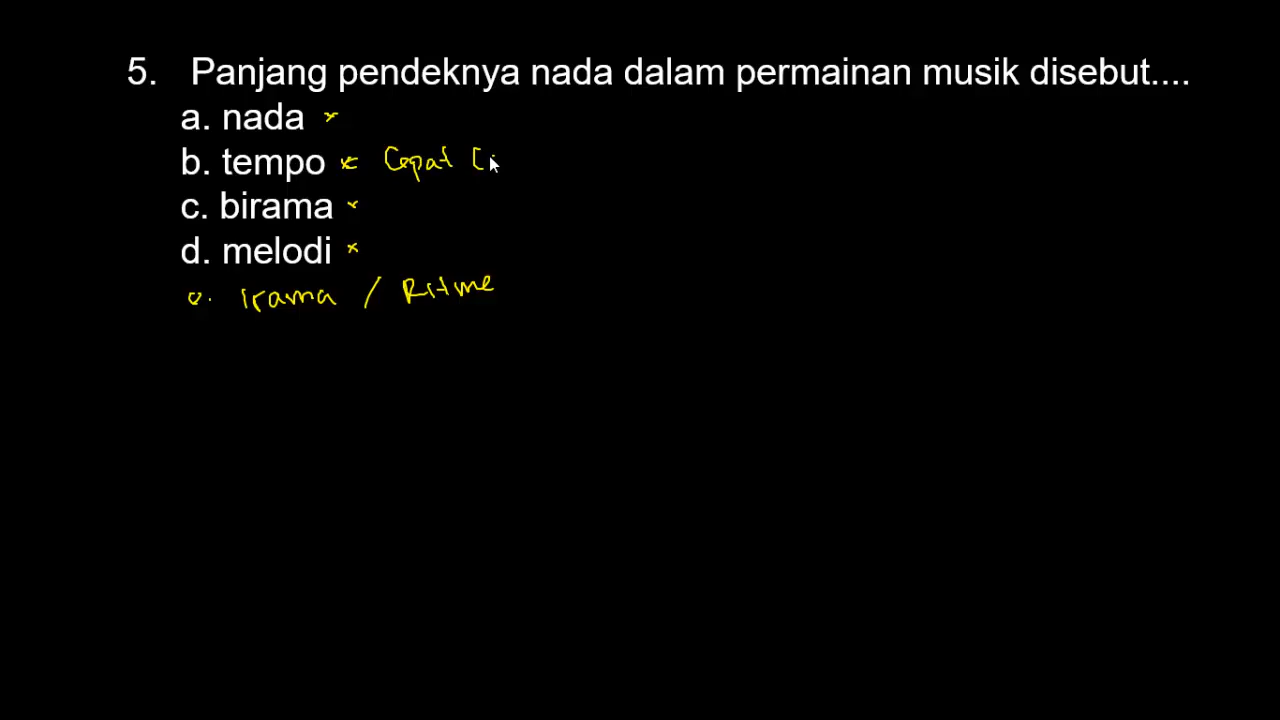 5. Panjang pendeknya nada dalam permainan musik disebut....
a. nada ×
b. tempo × Cepat
c. birama ×
d. melodi ×
e. irama / Ritme